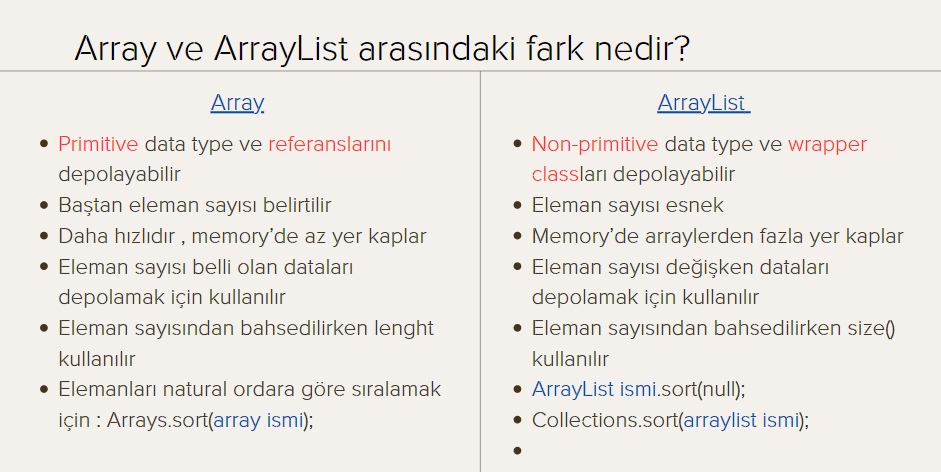 Array ve ArrayList arasındaki fark nedir?
Array
• Primitive data type ve referanslarını
depolayabilir
• Baştan eleman sayısı belirtilir
• Daha hızlıdır , memory’de az yer kaplar
• Eleman sayısı belli olan dataları
depolamak için kullanılır
• Eleman sayısından bahsedilirken lenght
kullanılır
• Elemanları natural ordara göre sıralamak
için : Arrays.sort(array ismi);
ArrayList
• Non-primitive data type ve wrapper
classları depolayabilir
• Eleman sayısı esnek
• Memory’de arraylerden fazla yer kaplar
• Eleman sayısı değişken dataları
depolamak için kullanılır
• Eleman sayısından bahsedilirken size()
kullanılır
• ArrayList ismi.sort(null);
• Collections.sort(arraylist ismi);
•